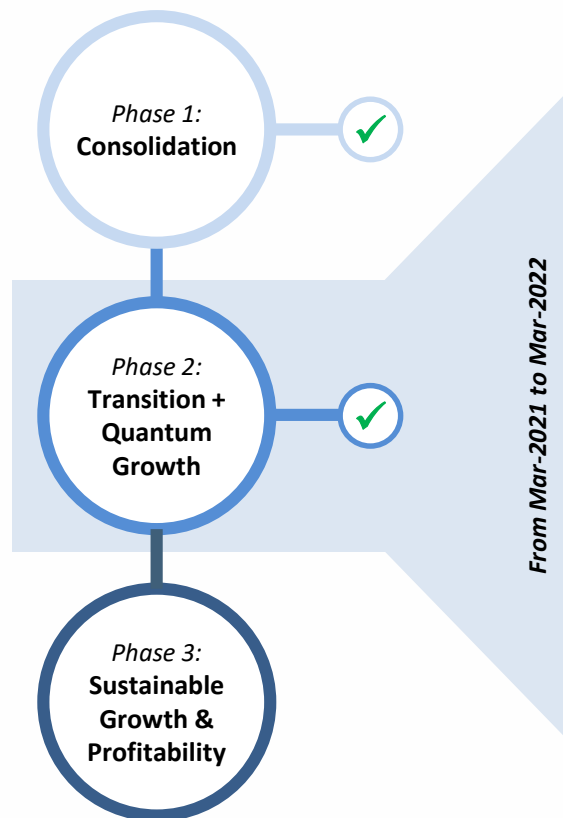 Phase 1:
Consolidation
Phase 2:
Transition +
Quantum
Growth
From Mar-2021 to Mar-2022
Phase 3:
Sustainable
Growth &
Profitability